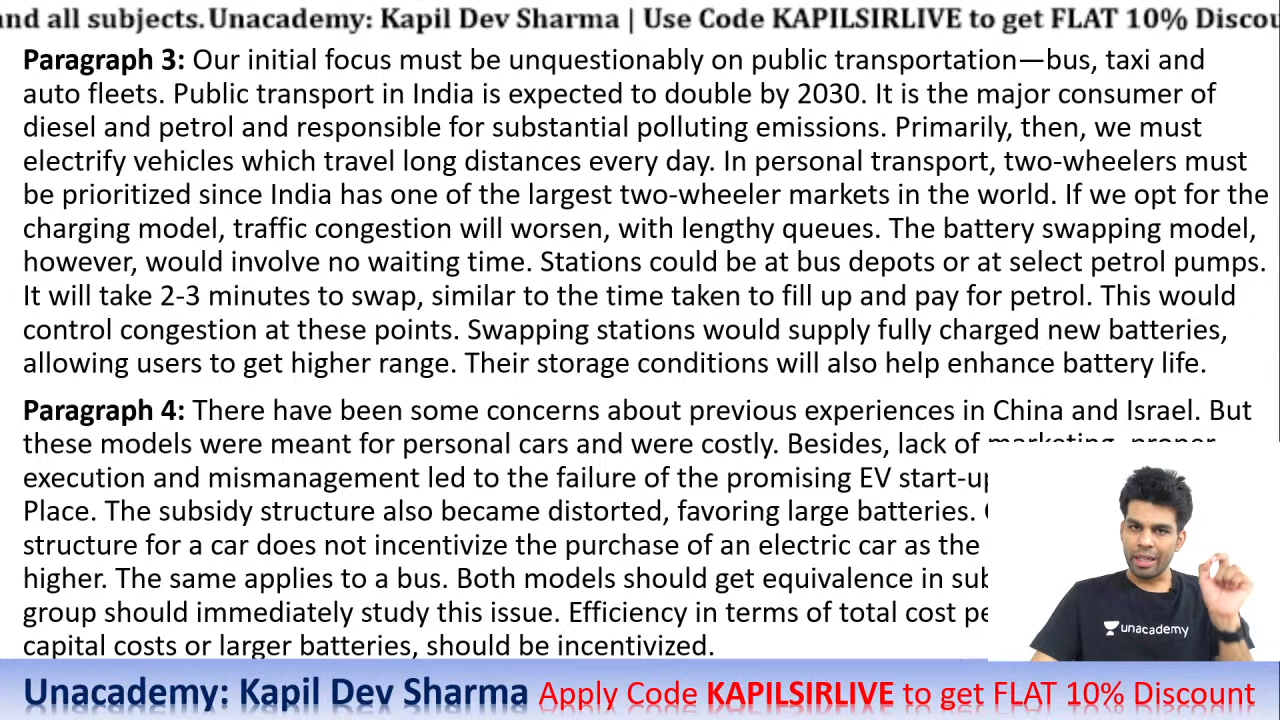 and all subjects. Unacademy: Kapil Dev Sharma | Use Code KAPILSIRLIVE to get FLAT 10%
Paragraph 3: Our initial focus must be unquestionably on public transportation—bus, taxi and
auto fleets. Public transport in India is expected to double by 2030. It is the major consumer of
diesel and petrol and responsible for substantial polluting emissions. Primarily, then, we must
electrify vehicles which travel long distances every day. In personal transport, two-wheelers must
be prioritized since India has one of the largest two-wheeler markets in the world. If we opt for the
charging model, traffic congestion will worsen, with lengthy queues. The battery swapping model,
however, would involve no waiting time. Stations could be at bus depots or at select petrol pumps.
It will take 2-3 minutes to swap, similar to the time taken to fill up and pay for petrol. This would
control congestion at these points. Swapping stations would supply fully charged new batteries,
allowing users to get higher range. Their storage conditions will also help enhance battery life.
Paragraph 4: There have been some concerns about previous experiences in China and Israel. But
these models were meant for personal cars and were costly. Besides, lack of marketing, proper
execution and mismanagement led to the failure of the promising EV
Place. The subsidy structure also became distorted, favoring large batteries.
structure for a car does not incentivize the purchase of an electric car as the
higher. The same applies to a bus. Both models should get equivalence in
group should immediately study this issue. Efficiency in terms of total cost
capital costs or larger batteries, should be incentivized.
unacademy
Unacademy: Kapil Dev Sharma Apply Code KAPILSIRLIVE to get FLAT 10% Discount